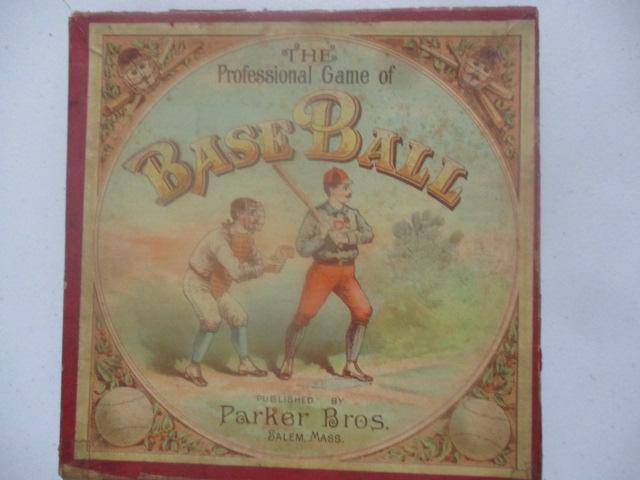 THE
Professional Game of
BASE BALL
PUBLISHED BY
Parker Bros.
SALEM, MASS.